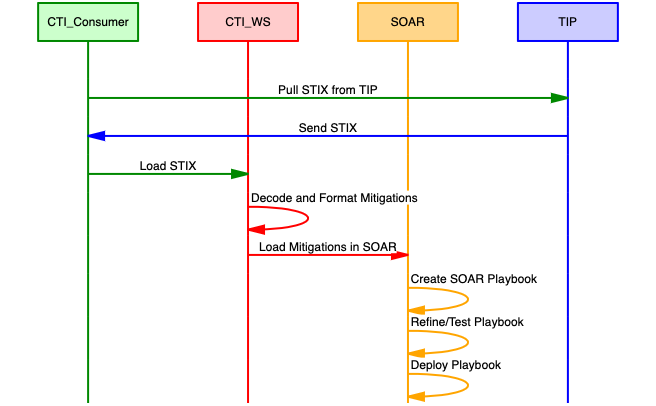 CTI_Consumer
CTI_WS
SOAR
TIP
Pull STIX from TIP
Send STIX
Load STIX
Decode and Format Mitigations
Load Mitigations in SOAR
Create SOAR Playbook
Refine/Test Playbook
Deploy Playbook